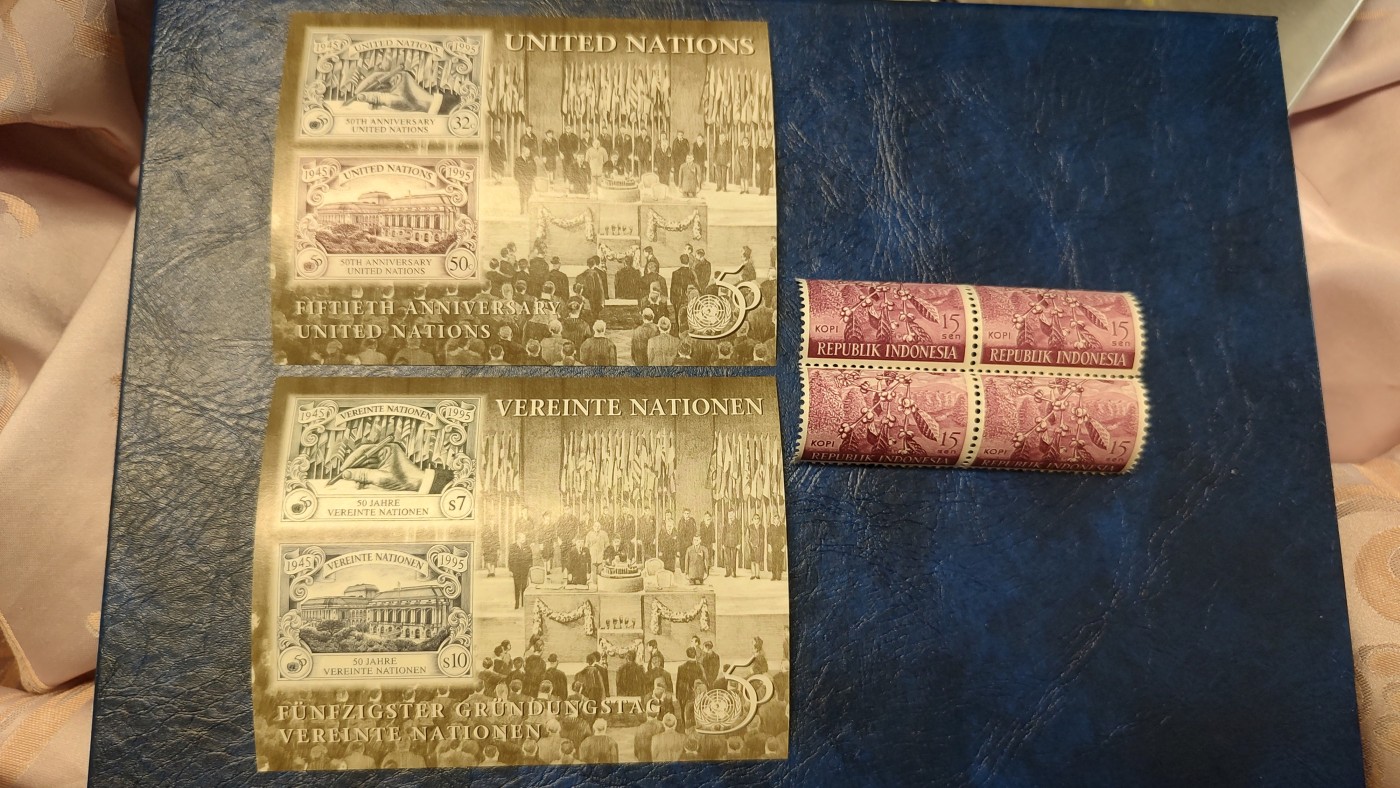 UNITED NATIONS
1945 UNITED NATIONS 1995
50TH ANNIVERSARY
UNITED NATIONS
32c
1945 UNITED NATIONS 1995
50TH ANNIVERSARY
UNITED NATIONS
50c
FIFTIETH ANNIVERSARY
UNITED NATIONS
50
VEREINTE NATIONEN
1945 VEREINTE NATIONEN 1995
50 JAHRE
VEREINTE NATIONEN
s7
1945 VEREINTE NATIONEN 1995
50 JAHRE
VEREINTE NATIONEN
s10
FÜNFZIGSTER GRÜNDUNGSTAG
VEREINTE NATIONEN
50
KOPI 15 sen
REPUBLIK INDONESIA
KOPI 15 sen
REPUBLIK INDONESIA
KOPI 15 sen
REPUBLIK INDONESIA
KOPI 15 sen
REPUBLIK INDONESIA